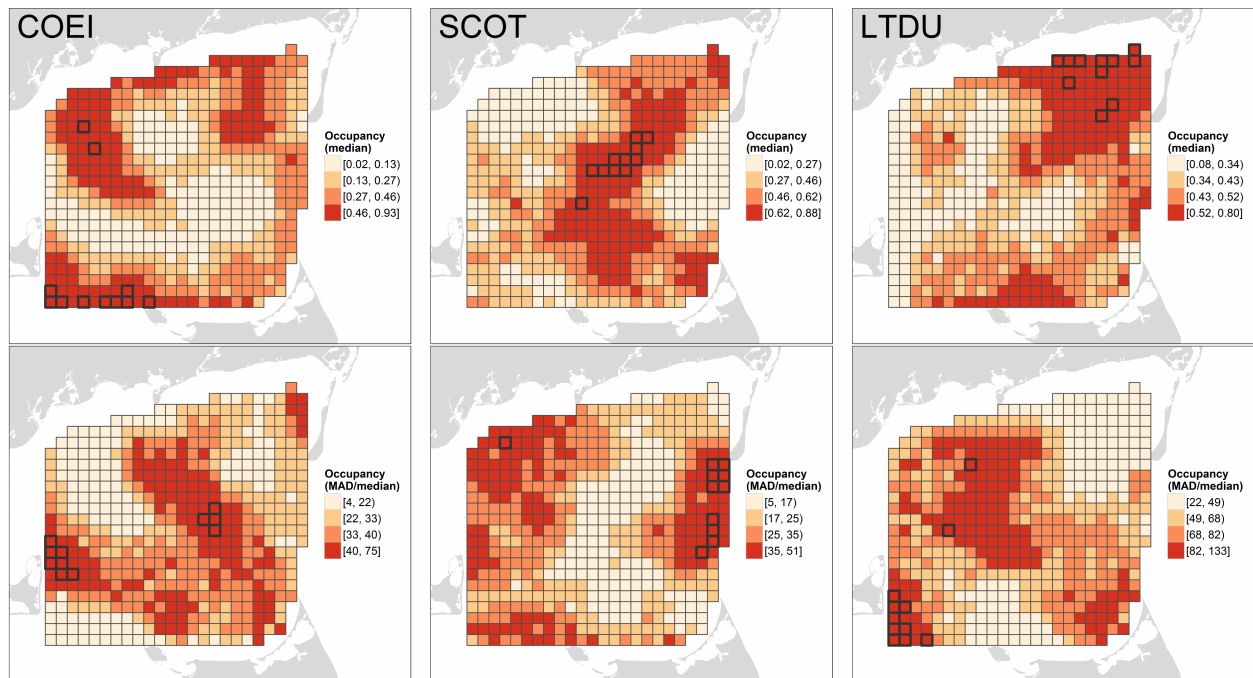 COEI
Occupancy
(median)
[0.02, 0.13)
[0.13, 0.27)
[0.27, 0.46)
[0.46, 0.93]
SCOT
Occupancy
(median)
[0.02, 0.27)
[0.27, 0.46)
[0.46, 0.62)
[0.62, 0.88]
LTDU
Occupancy
(median)
[0.08, 0.34)
[0.34, 0.43)
[0.43, 0.52)
[0.52, 0.80]
Occupancy
(MAD/median)
[4, 22)
[22, 33)
[33, 40)
[40, 75]
Occupancy
(MAD/median)
[5, 17)
[17, 25)
[25, 35)
[35, 51]
Occupancy
(MAD/median)
[22, 49)
[49, 68)
[68, 82)
[82, 133]